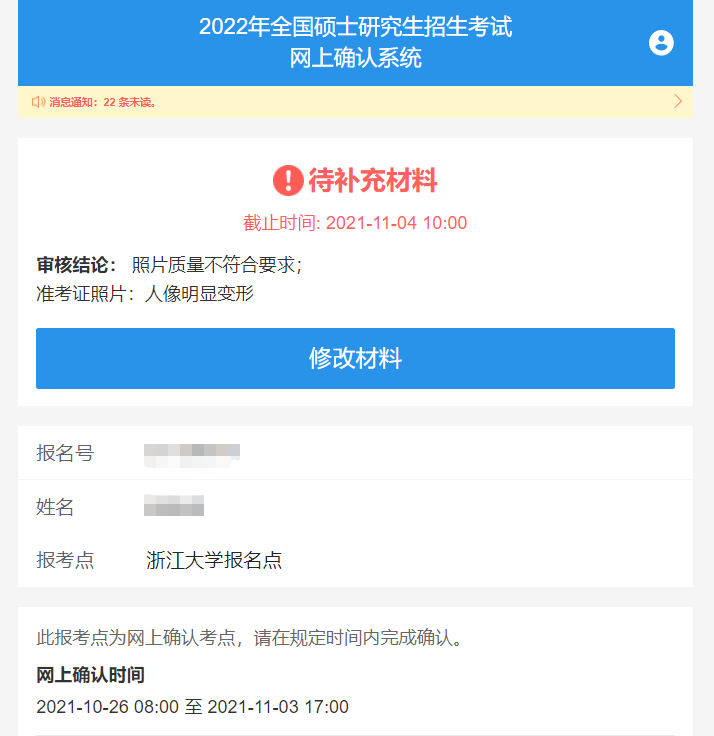 2022年全国硕士研究生招生考试
网上确认系统
消息通知：22 条未读。
待补充材料
截止时间: 2021-11-04 10:00
审核结论： 照片质量不符合要求；
准考证照片：人像明显变形
修改材料
报名号
姓名
报考点 浙江大学报名点
此报考点为网上确认考点，请在规定时间内完成确认。
网上确认时间
2021-10-26 08:00 至 2021-11-03 17:00